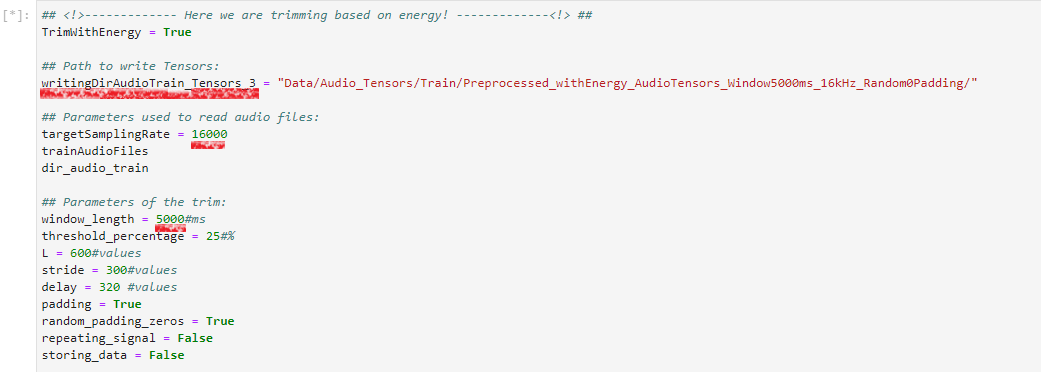 [*]: ## <!>------------- Here we are trimming based on energy! -------------<!> ##
TrimWithEnergy = True
## Path to write Tensors:
writingDirAudioTrain_Tensors_3 = "Data/Audio_Tensors/Train/Preprocessed_withEnergy_AudioTensors_Window5000ms_16kHz_Random0Padding/"
## Parameters used to read audio files:
targetSamplingRate = 16000
trainAudioFiles
dir_audio_train
## Parameters of the trim:
window_length = 5000#ms
threshold_percentage = 25#%
L = 600#values
stride = 300#values
delay = 320 #values
padding = True
random_padding_zeros = True
repeating_signal = False
storing_data = False